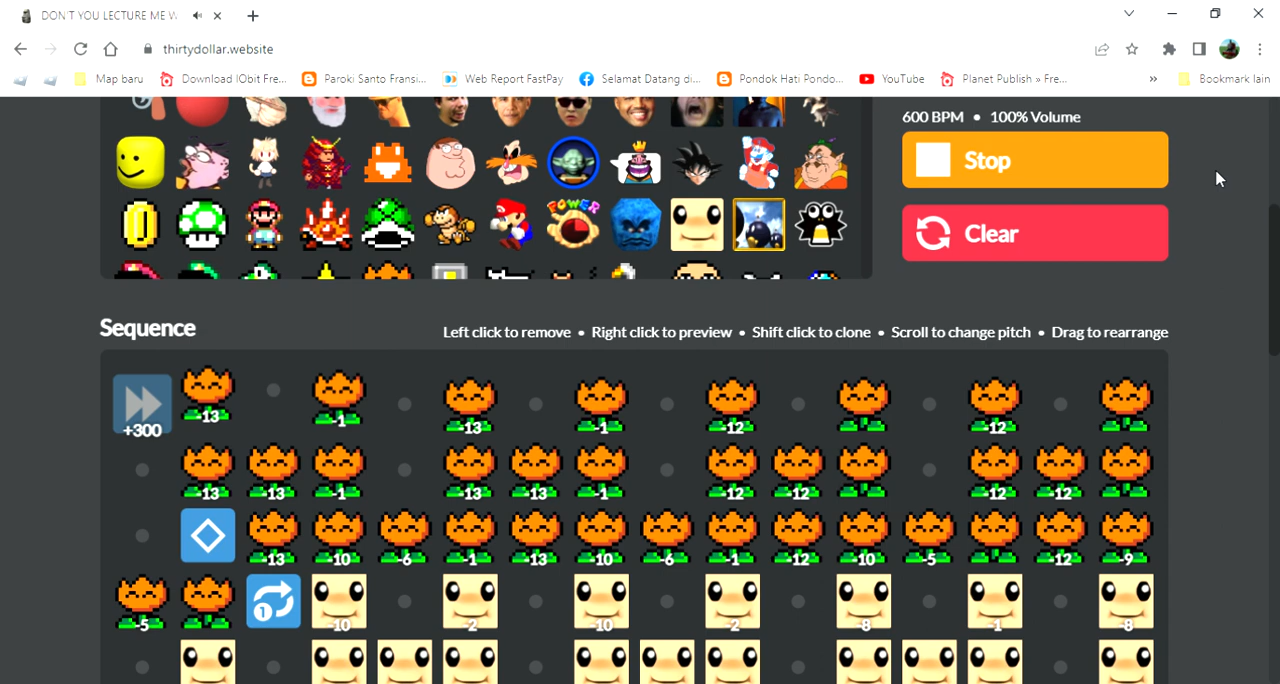 DON'T YOU LECTURE ME W
thirtydollar.website
Map baru Download IObit Fre... Paroki Santo Fransi... Web Report FastPay Selamat Datang di... Pondok Hati Pondo... YouTube Planet Publish » Fre... » Bookmark lain
600 BPM • 100% Volume
Stop
POWER
Clear
Sequence
Left click to remove • Right click to preview • Shift click to clone • Scroll to change pitch • Drag to rearrange
+300 -13 -1 -13 -1 -12 -12
-13 -13 -1 -13 -13 -1 -12 -12 -12 -12
-13 -10 -6 -1 -13 -10 -6 -1 -12 -10 -5 -12 -9
-5 1 -10 -2 -10 -2 -8 -1 -8